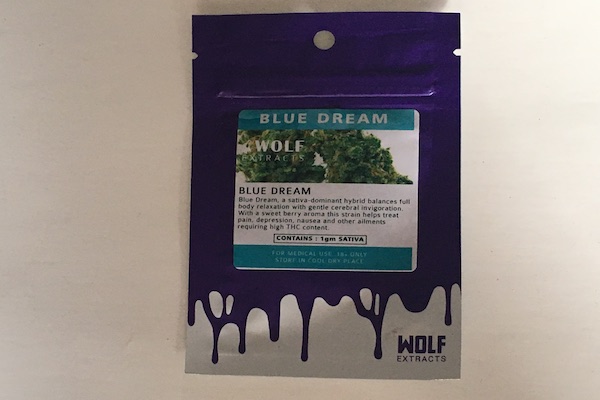 BLUE DREAM
WOLF
EXTRACTS
BLUE DREAM
Blue Dream, a sativa-dominant hybrid balances full
body relaxation with gentle cerebral invigoration.
With a sweet berry aroma this strain helps treat
pain, depression, nausea and other ailments
requiring high THC content.
CONTAINS : 1gm SATIVA
FOR MEDICAL USE. 18+ ONLY
STORE IN COOL DRY PLACE
WOLF
EXTRACTS